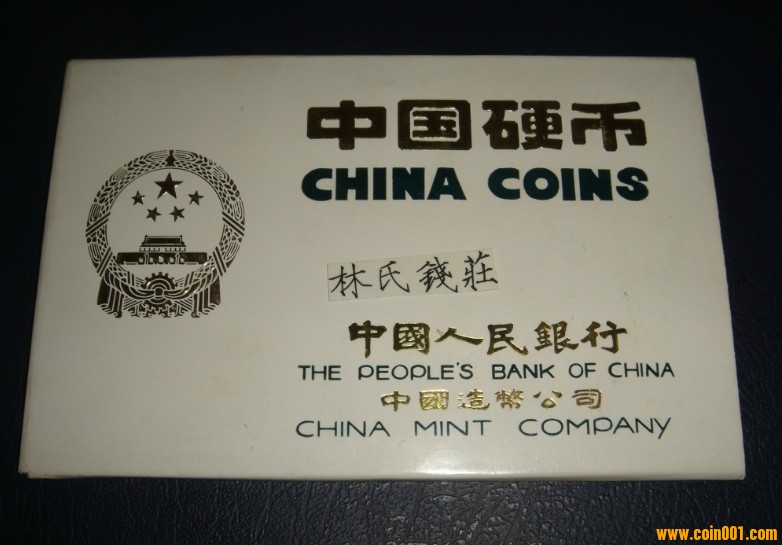 中国硬币
CHINA COINS
林氏錢莊
中國人民銀行
THE PEOPLE'S BANK OF CHINA
中國造幣公司
CHINA MINT COMPANY
www.coin001.com